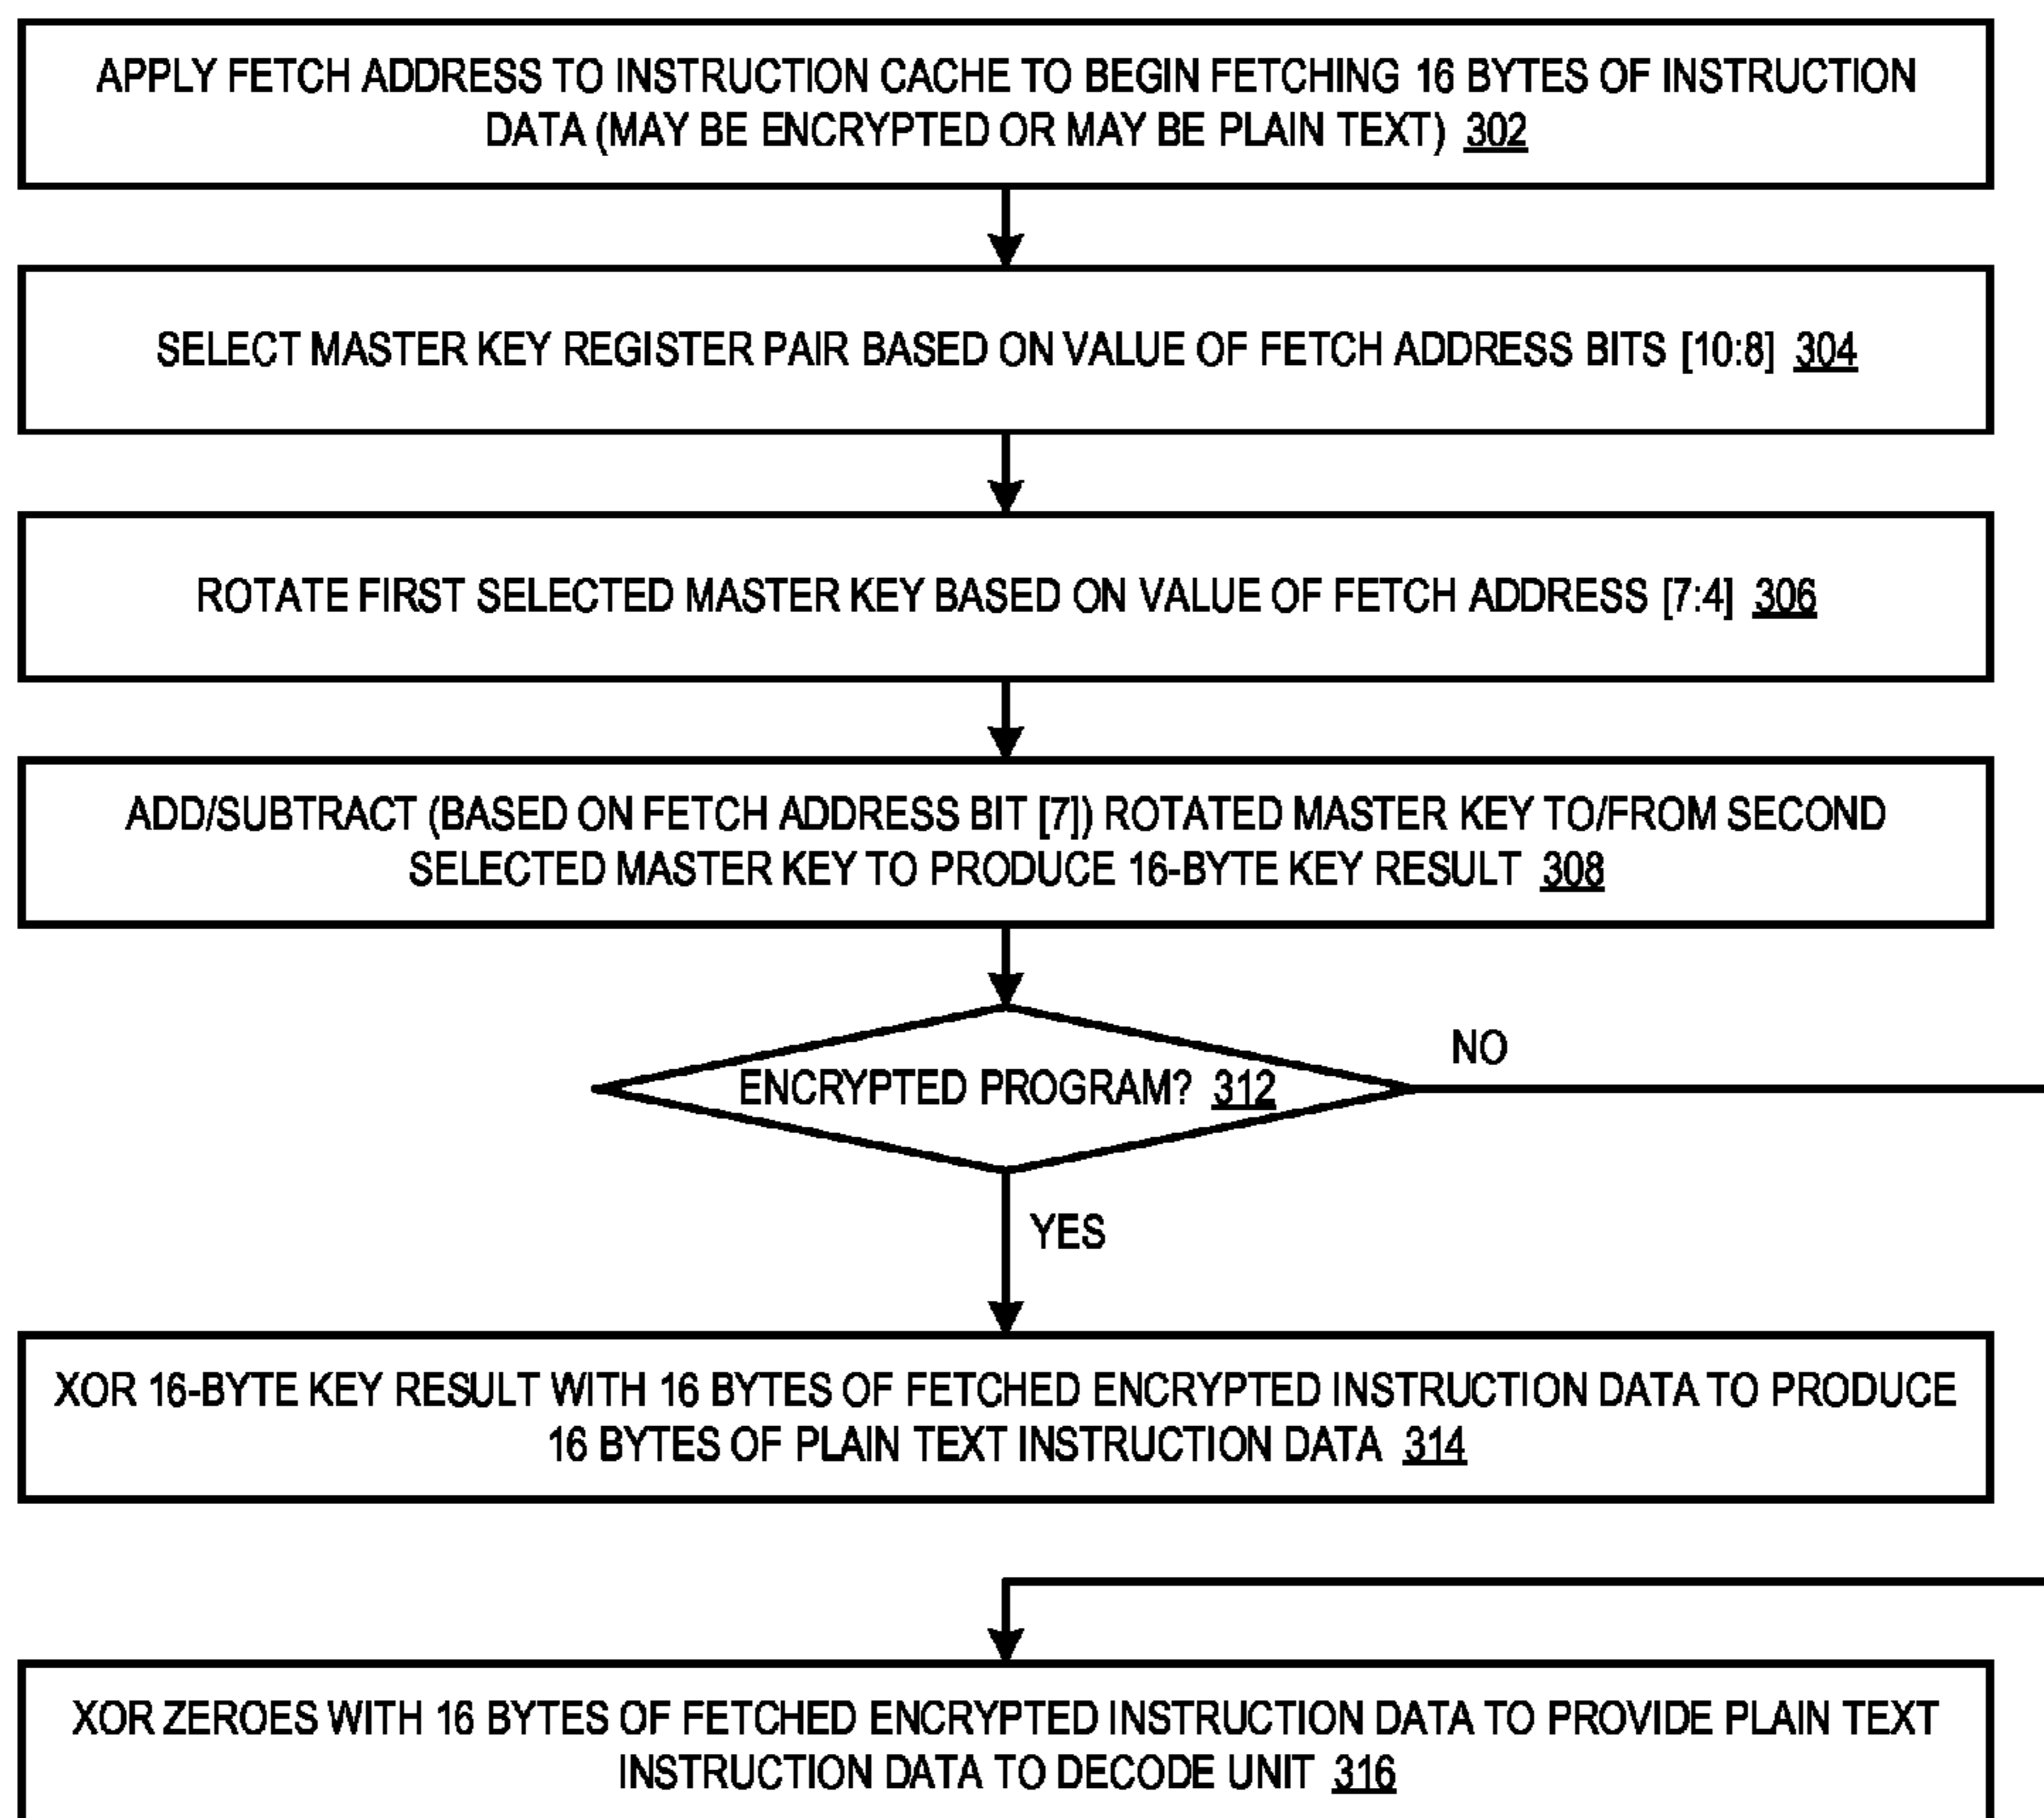 APPLY FETCH ADDRESS TO INSTRUCTION CACHE TO BEGIN FETCHING 16 BYTES OF INSTRUCTION
DATA (MAY BE ENCRYPTED OR MAY BE PLAIN TEXT) 302
SELECT MASTER KEY REGISTER PAIR BASED ON VALUE OF FETCH ADDRESS BITS [10:8] 304
ROTATE FIRST SELECTED MASTER KEY BASED ON VALUE OF FETCH ADDRESS [7:4] 306
ADD/SUBTRACT (BASED ON FETCH ADDRESS BIT [7]) ROTATED MASTER KEY TO/FROM SECOND
SELECTED MASTER KEY TO PRODUCE 16-BYTE KEY RESULT 308
NO
ENCRYPTED PROGRAM? 312
YES
XOR 16-BYTE KEY RESULT WITH 16 BYTES OF FETCHED ENCRYPTED INSTRUCTION DATA TO PRODUCE
16 BYTES OF PLAIN TEXT INSTRUCTION DATA 314
XOR ZEROES WITH 16 BYTES OF FETCHED ENCRYPTED INSTRUCTION DATA TO PROVIDE PLAIN TEXT
INSTRUCTION DATA TO DECODE UNIT 316